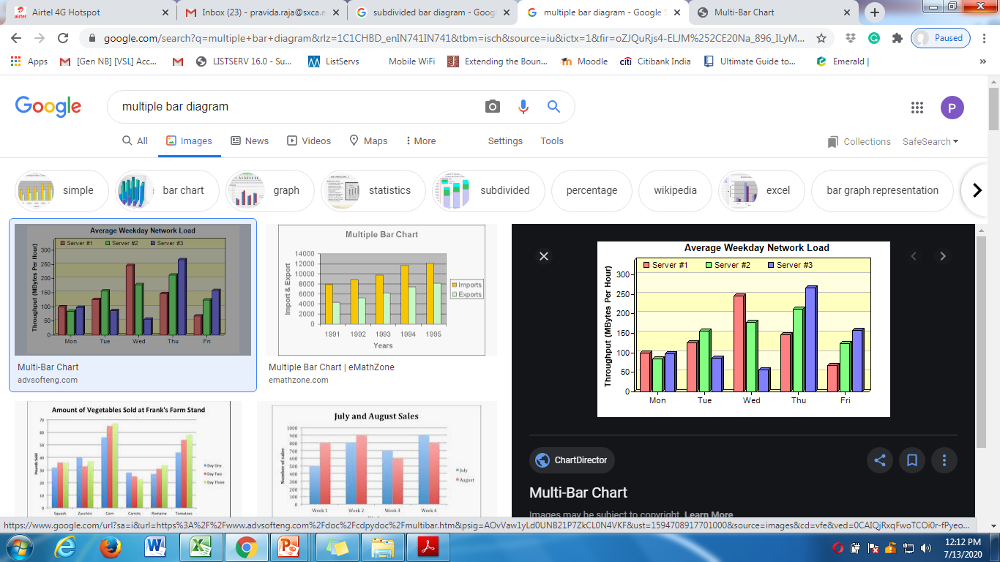 Airtel 4G Hotspot
Inbox (23) - pravida.raja@sxca.e
subdivided bar diagram - Goog
multiple bar diagram - Google S
Multi-Bar Chart
google.com/search?q=multiple+bar+diagram&rlz=1C1CHBD_enIN741IN741&tbm=isch&source=iu&ictx=1&fir=oZJQuRjs4-ELJM%252CE20Na_896_ILyM...
Paused
Apps
[Gen NB] [VSL] Acc...
LISTSERV 16.0 - Su...
ListServs
Mobile WiFi
Extending the Boun...
Moodle
citi Citibank India
Ultimate Guide to...
Emerald |
Google
multiple bar diagram
P
All
Images
News
Videos
Maps
More
Settings
Tools
Collections
SafeSearch
simple
bar chart
graph
statistics
subdivided
percentage
wikipedia
excel
bar graph representation
Average Weekday Network Load
Server #1 Server #2 Server #3
Throughput (MBytes Per Hour)
300
250
200
150
100
50
0
Mon Tue Wed Thu Fri
Multi-Bar Chart
advsofteng.com
Multiple Bar Chart
Import & Export
14000
12000
10000
8000
6000
4000
2000
0
Imports
Exports
1991 1992 1993 1994 1995
Years
Multiple Bar Chart | eMathZone
emathzone.com
Amount of Vegetables Sold at Frank's Farm Stand
Pounds Sold
70
60
50
40
30
20
10
0
Day One
Day Two
Day Three
Squash Zucchini Corn Carrots Romaine Tomatoes
July and August Sales
Number of sales
1000
900
800
700
600
500
400
300
200
100
0
July
August
Week 1 Week 2 Week 3 Week 4
Average Weekday Network Load
Server #1 Server #2 Server #3
Throughput (MBytes Per Hour)
300
250
200
150
100
50
0
Mon Tue Wed Thu Fri
ChartDirector
Multi-Bar Chart
Images may be subject to copyright. Learn More
https://www.google.com/url?sa=i&url=https%3A%2F%2Fwww.advsofteng.com%2Fdoc%2Fcdpydoc%2Fmultibar.htm&psig=AOvVaw1yLd0UNB21P7ZkCL0N4VKF&ust=1594708917701000&source=images&cd=vfe&ved=0CAIQjRxqFwoTCOi0r-fPyeo...
12:12 PM
7/13/2020